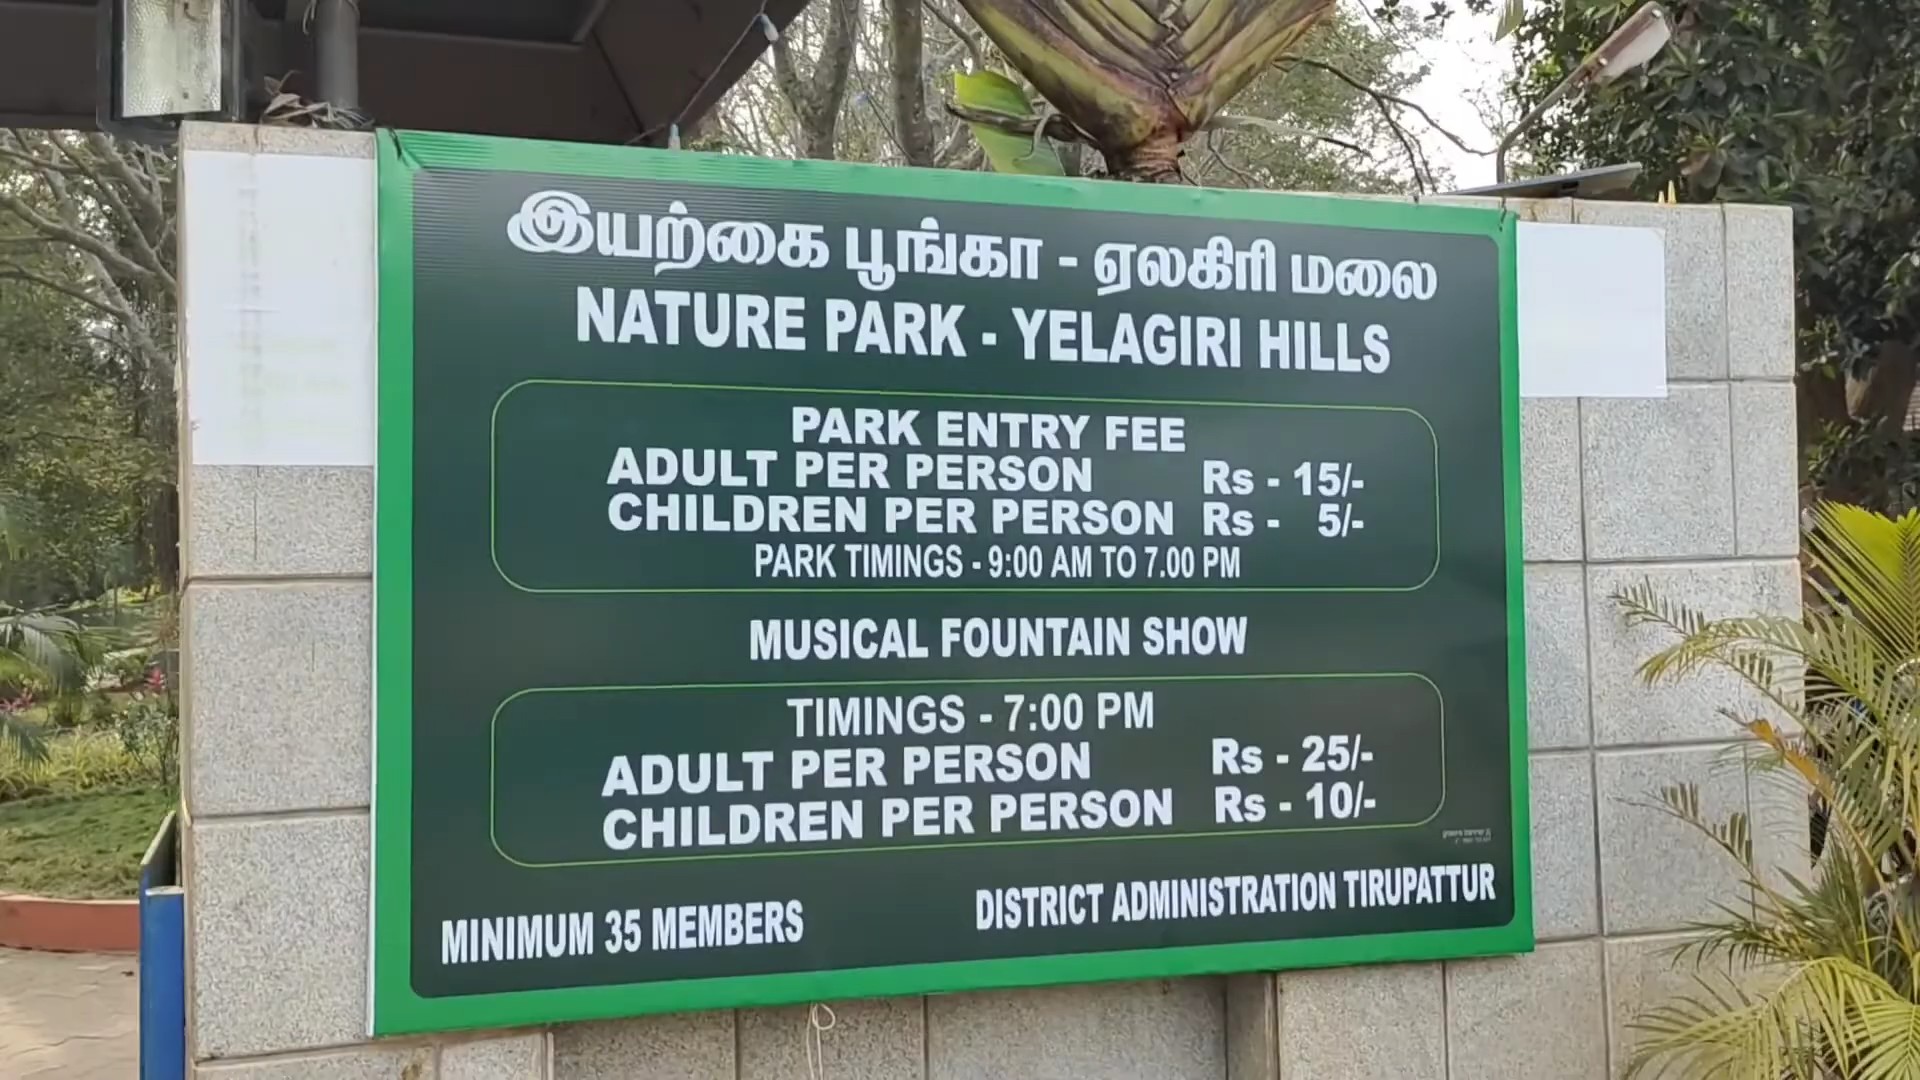 இயற்கை பூங்கா - ஏலகிரி மலை
NATURE PARK - YELAGIRI HILLS
PARK ENTRY FEE
ADULT PER PERSON Rs - 15/-
CHILDREN PER PERSON Rs - 5/-
PARK TIMINGS - 9:00 AM TO 7.00 PM
MUSICAL FOUNTAIN SHOW
TIMINGS - 7:00 PM
ADULT PER PERSON Rs - 25/-
CHILDREN PER PERSON Rs - 10/-
MINIMUM 35 MEMBERS
DISTRICT ADMINISTRATION TIRUPATTUR